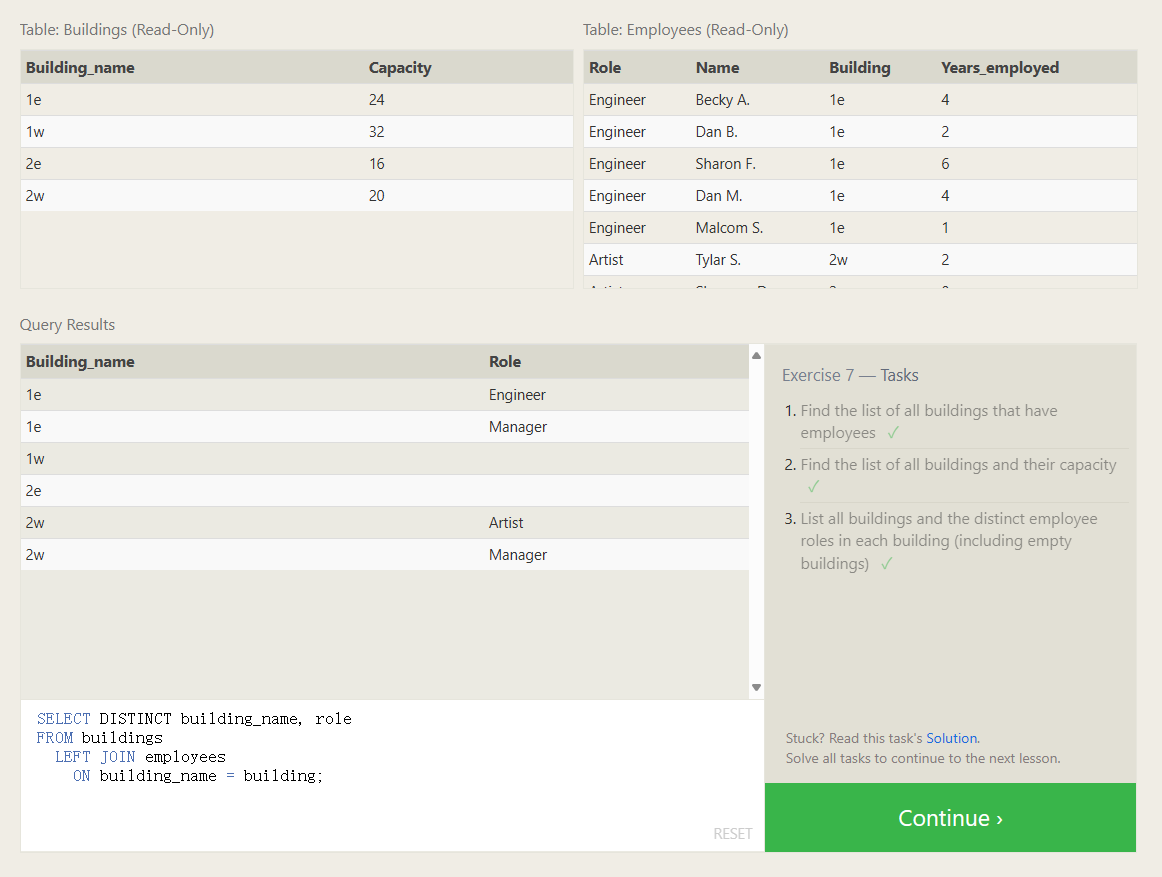 Table: Buildings (Read-Only)
Building_name Capacity
1e 24
1w 32
2e 16
2w 20
Table: Employees (Read-Only)
Role Name Building Years_employed
Engineer Becky A. 1e 4
Engineer Dan B. 1e 2
Engineer Sharon F. 1e 6
Engineer Dan M. 1e 4
Engineer Malcom S. 1e 1
Artist Tylar S. 2w 2
Query Results
Building_name Role
1e Engineer
1e Manager
1w
2e
2w Artist
2w Manager
SELECT DISTINCT building_name, role
FROM buildings
LEFT JOIN employees
ON building_name = building;
RESET
Exercise 7 — Tasks
1. Find the list of all buildings that have
employees ✓
2. Find the list of all buildings and their capacity
✓
3. List all buildings and the distinct employee
roles in each building (including empty
buildings) ✓
Stuck? Read this task's Solution.
Solve all tasks to continue to the next lesson.
Continue ›